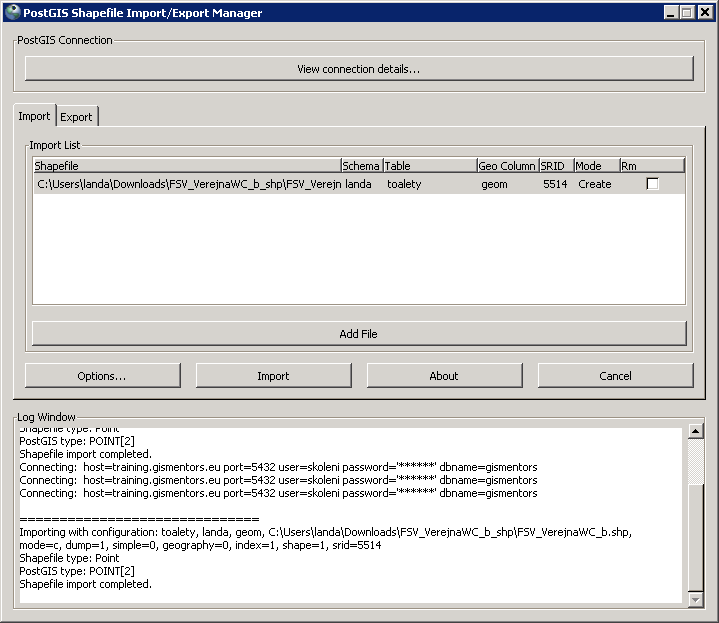 PostGIS Shapefile Import/Export Manager
PostGIS Connection
View connection details...
Import Export
Import List
Shapefile Schema Table Geo Column SRID Mode Rm
C:\Users\landa\Downloads\FSV_VerejnaWC_b_shp\FSV_Verejn landa toalety geom 5514 Create
Add File
Options... Import About Cancel
Log Window
Shapefile type: Point
PostGIS type: POINT[2]
Shapefile import completed.
Connecting: host=training.gismentors.eu port=5432 user=skoleni password='******' dbname=gismentors
Connecting: host=training.gismentors.eu port=5432 user=skoleni password='******' dbname=gismentors
Connecting: host=training.gismentors.eu port=5432 user=skoleni password='******' dbname=gismentors
==============================
Importing with configuration: toalety, landa, geom, C:\Users\landa\Downloads\FSV_VerejnaWC_b_shp\FSV_VerejnaWC_b.shp,
mode=c, dump=1, simple=0, geography=0, index=1, shape=1, srid=5514
Shapefile type: Point
PostGIS type: POINT[2]
Shapefile import completed.